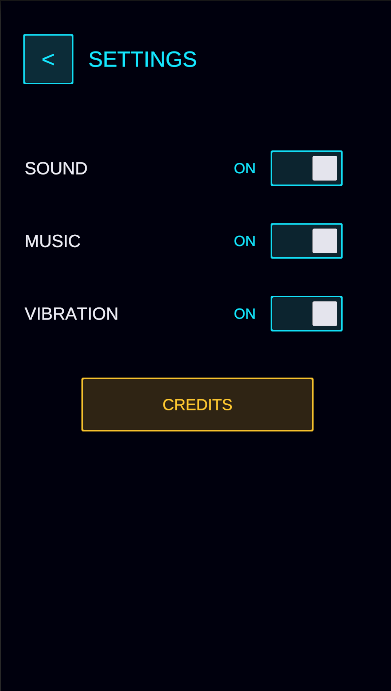 < SETTINGS
SOUND ON
MUSIC ON
VIBRATION ON
CREDITS